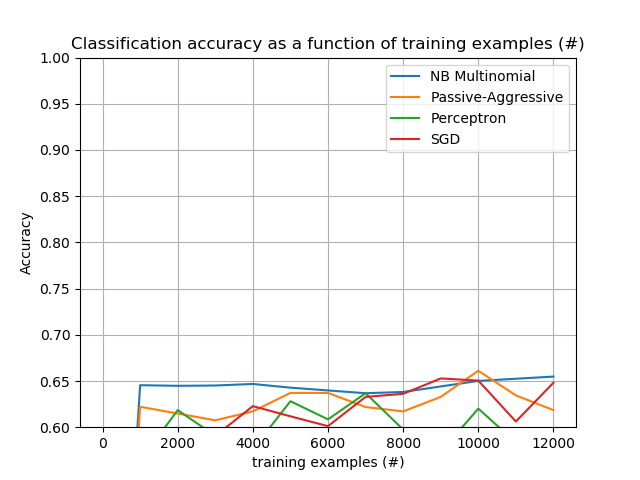 Classification accuracy as a function of training examples (#)
1.00
0.95
0.90
0.85
0.80
0.75
0.70
0.65
0.60
Accuracy
NB Multinomial
Passive-Aggressive
Perceptron
SGD
0 2000 4000 6000 8000 10000 12000
training examples (#)